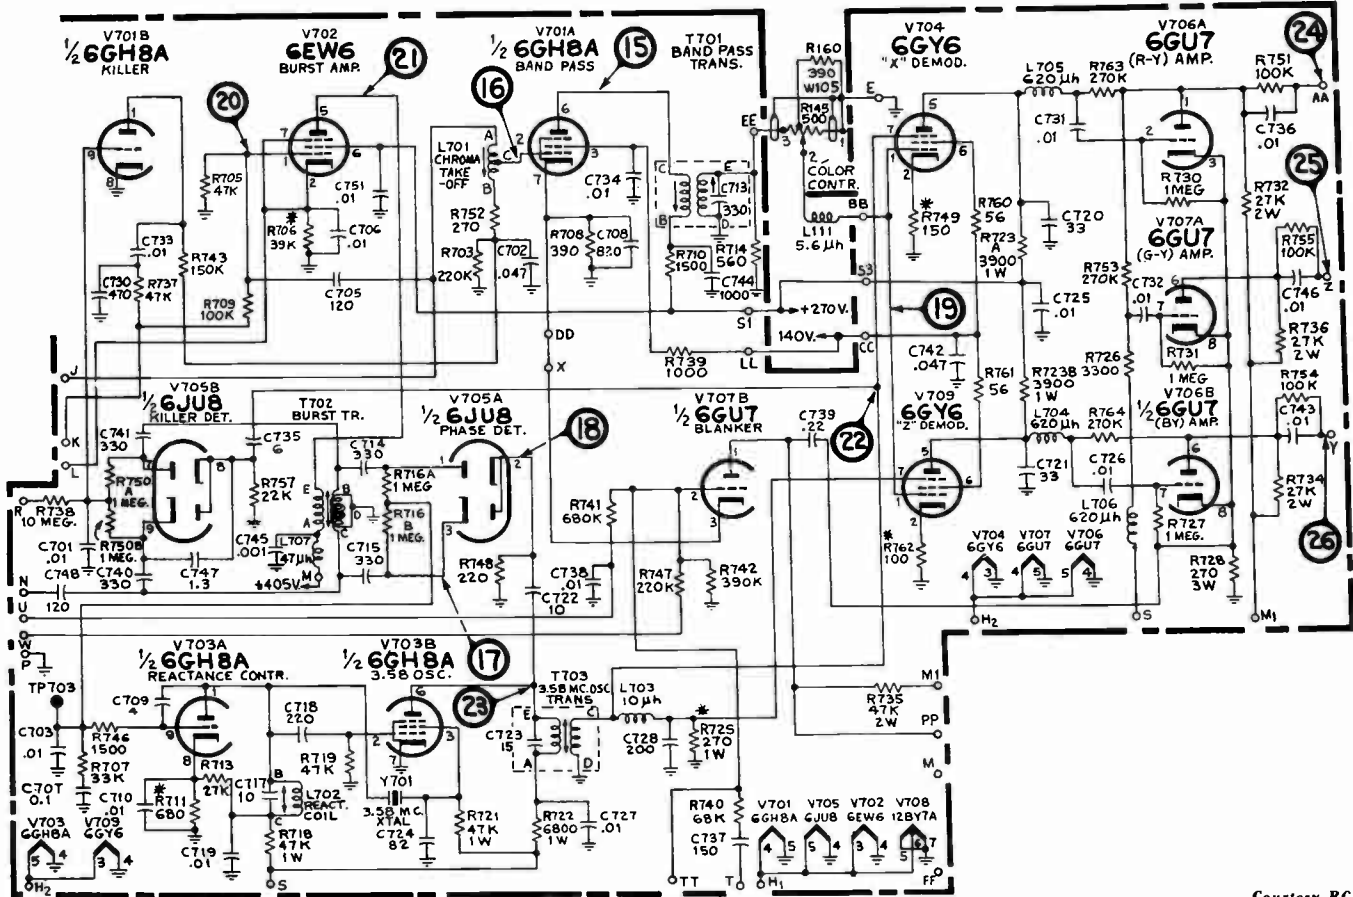 V701B
½ 6GH8A
KILLER
V702
6EW6
BURST AMP.
21
V701A
½ 6GH8A
BAND PASS
15
T701
BAND PASS
TRANS.
R160
390
W105
R145
500
V704
6GY6
"X" DEMOD.
L705
620µh
R763
270K
V706A
6GU7
(R-Y) AMP.
24
R751
100K
AA
20
16
EE
E
C731
.01
C736
.01
L701
CHROMA
TAKE
-OFF
R705
47K
C751
.01
C734
.01
C713
330
COLOR
CONTR.
BB
R730
1 MEG
25
R706
39K
C706
.01
R752
270
R703
220K
C702
.047
R708
390
C708
820
R710
1500
R714
560
C744
1000
L111
5.6µh
R749
150
R760
56
R723
A
3900
1W
C720
33
R732
27K
2W
V707A
6GU7
(G-Y) AMP.
R755
100K
C733
.01
C730
470
R737
47K
R743
150K
R709
100K
C705
120
S1
+270V.
S3
19
C725
.01
R753
270K
C732
.01
C746
.01
Z
DD
X
R739
1000
LL
140V.
CC
C742
.047
R761
56
R723B
3900
1W
R726
3300
R731
1 MEG
R736
27K
2W
J
K
L
V705B
½ 6JU8
KILLER DET.
T702
BURST TR.
V705A
½ 6JU8
PHASE DET.
18
V707B
½ 6GU7
BLANKER
C739
.22
22
V709
6GY6
"Z" DEMOD.
L704
620µh
R764
270K
V706B
½ 6GU7
(BY) AMP.
R754
100K
C743
.01
Y
C741
330
C735
6
C714
330
R716A
1 MEG
R750
A
1 MEG.
R757
22K
R716
B
1 MEG.
R741
680K
C721
33
C726
.01
L706
620µh
R727
1 MEG.
R734
27K
2W
26
R
R738
10 MEG.
R750B
1 MEG.
C701
.01
C740
330
C747
1.3
C745
.001
L707
47µh
M
+405V.
C715
330
R748
220
C722
10
C738
.01
R747
220K
R742
390K
R762
100
V704
6GY6
V707
6GU7
V706
6GU7
R728
270
3W
N
C748
120
U
W
P
H2
S
M1
V703A
½ 6GH8A
REACTANCE CONTR.
V703B
½ 6GH8A
3.58 OSC.
17
23
T703
3.58 MC. OSC.
TRANS
L703
10µh
TP703
C709
4
C718
220
R735
47K
2W
M1
PP
M
C703
.01
R746
1500
R707
33K
C707
0.1
C710
.01
R711
680
R713
27K
C717
10
L702
REACT.
COIL
R719
47K
Y701
3.58 MC.
XTAL
C723
15
C728
200
R725
270
1W
C719
.01
R718
47K
1W
C724
82
R721
47K
1W
R722
6800
1W
C727
.01
R740
68K
C737
150
V703
6GH8A
V709
6GY6
V701
6GH8A
V705
6JU8
V702
6EW6
V708
12BY7A
H2
S
TT
T
H1
FF